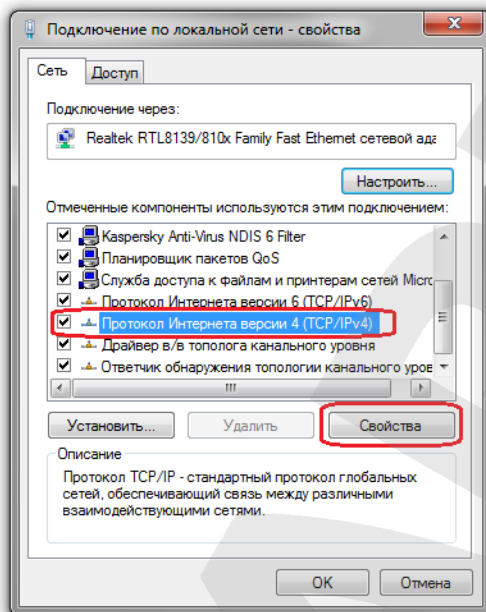 Подключение по локальной сети - свойства
Сеть
Доступ
Подключение через:
Realtek RTL8139/810x Family Fast Ethernet сетевой ада
Настроить...
Отмеченные компоненты используются этим подключением:
Kaspersky Anti-Virus NDIS 6 Filter
Планировщик пакетов QoS
Служба доступа к файлам и принтерам сетей Micro
Протокол Интернета версии 6 (TCP/IPv6)
Протокол Интернета версии 4 (TCP/IPv4)
Драйвер в/в тополога канального уровня
Ответчик обнаружения топологии канального уров
Установить...
Удалить
Свойства
Описание
Протокол TCP/IP - стандартный протокол глобальных
сетей, обеспечивающий связь между различными
взаимодействующими сетями.
OK
Отмена